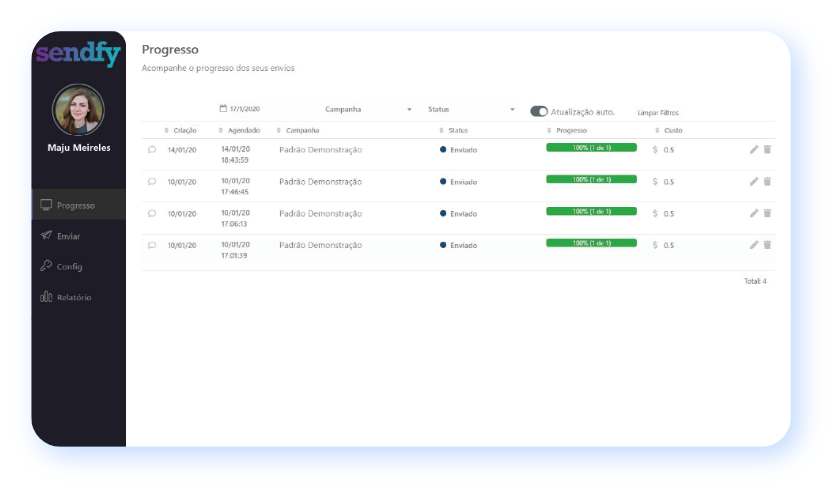 sendfy
Maju Meireles
Progresso
Enviar
Config
Relatório
Progresso
Acompanhe o progresso dos seus envios
17/1/2020 Campanha Status Atualização auto. Limpar Filtros
Criação Agendado Campanha Status Progresso Custo
14/01/20 14/01/20 Padrão Demonstração Enviado 100% (1 de 1) $ 0.5
18:43:59
10/01/20 10/01/20 Padrão Demonstração Enviado 100% (1 de 1) $ 0.5
17:46:45
10/01/20 10/01/20 Padrão Demonstração Enviado 100% (1 de 1) $ 0.5
17:06:13
10/01/20 10/01/20 Padrão Demonstração Enviado 100% (1 de 1) $ 0.5
17:01:39
Total: 4